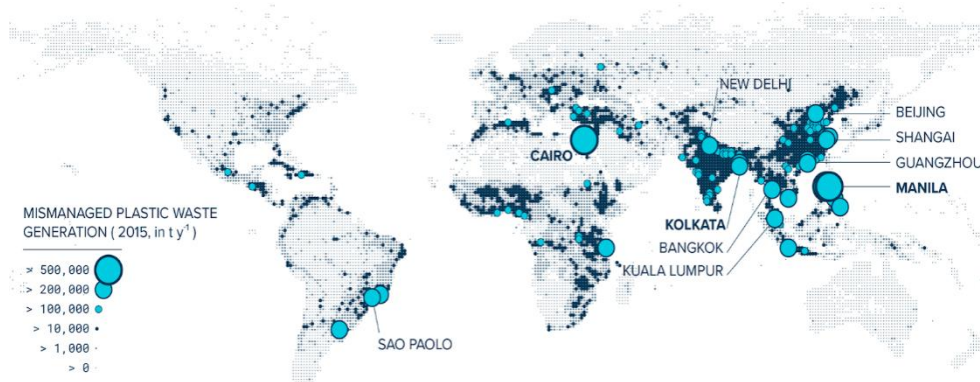 NEW DELHI
BEIJING
SHANGAI
CAIRO
GUANGZHOU
MANILA
MISMANAGED PLASTIC WASTE
GENERATION ( 2015, in t y⁻¹)
KOLKATA
BANGKOK
KUALA LUMPUR
> 500,000
> 200,000
> 100,000
> 10,000
> 1,000
> 0
SAO PAOLO